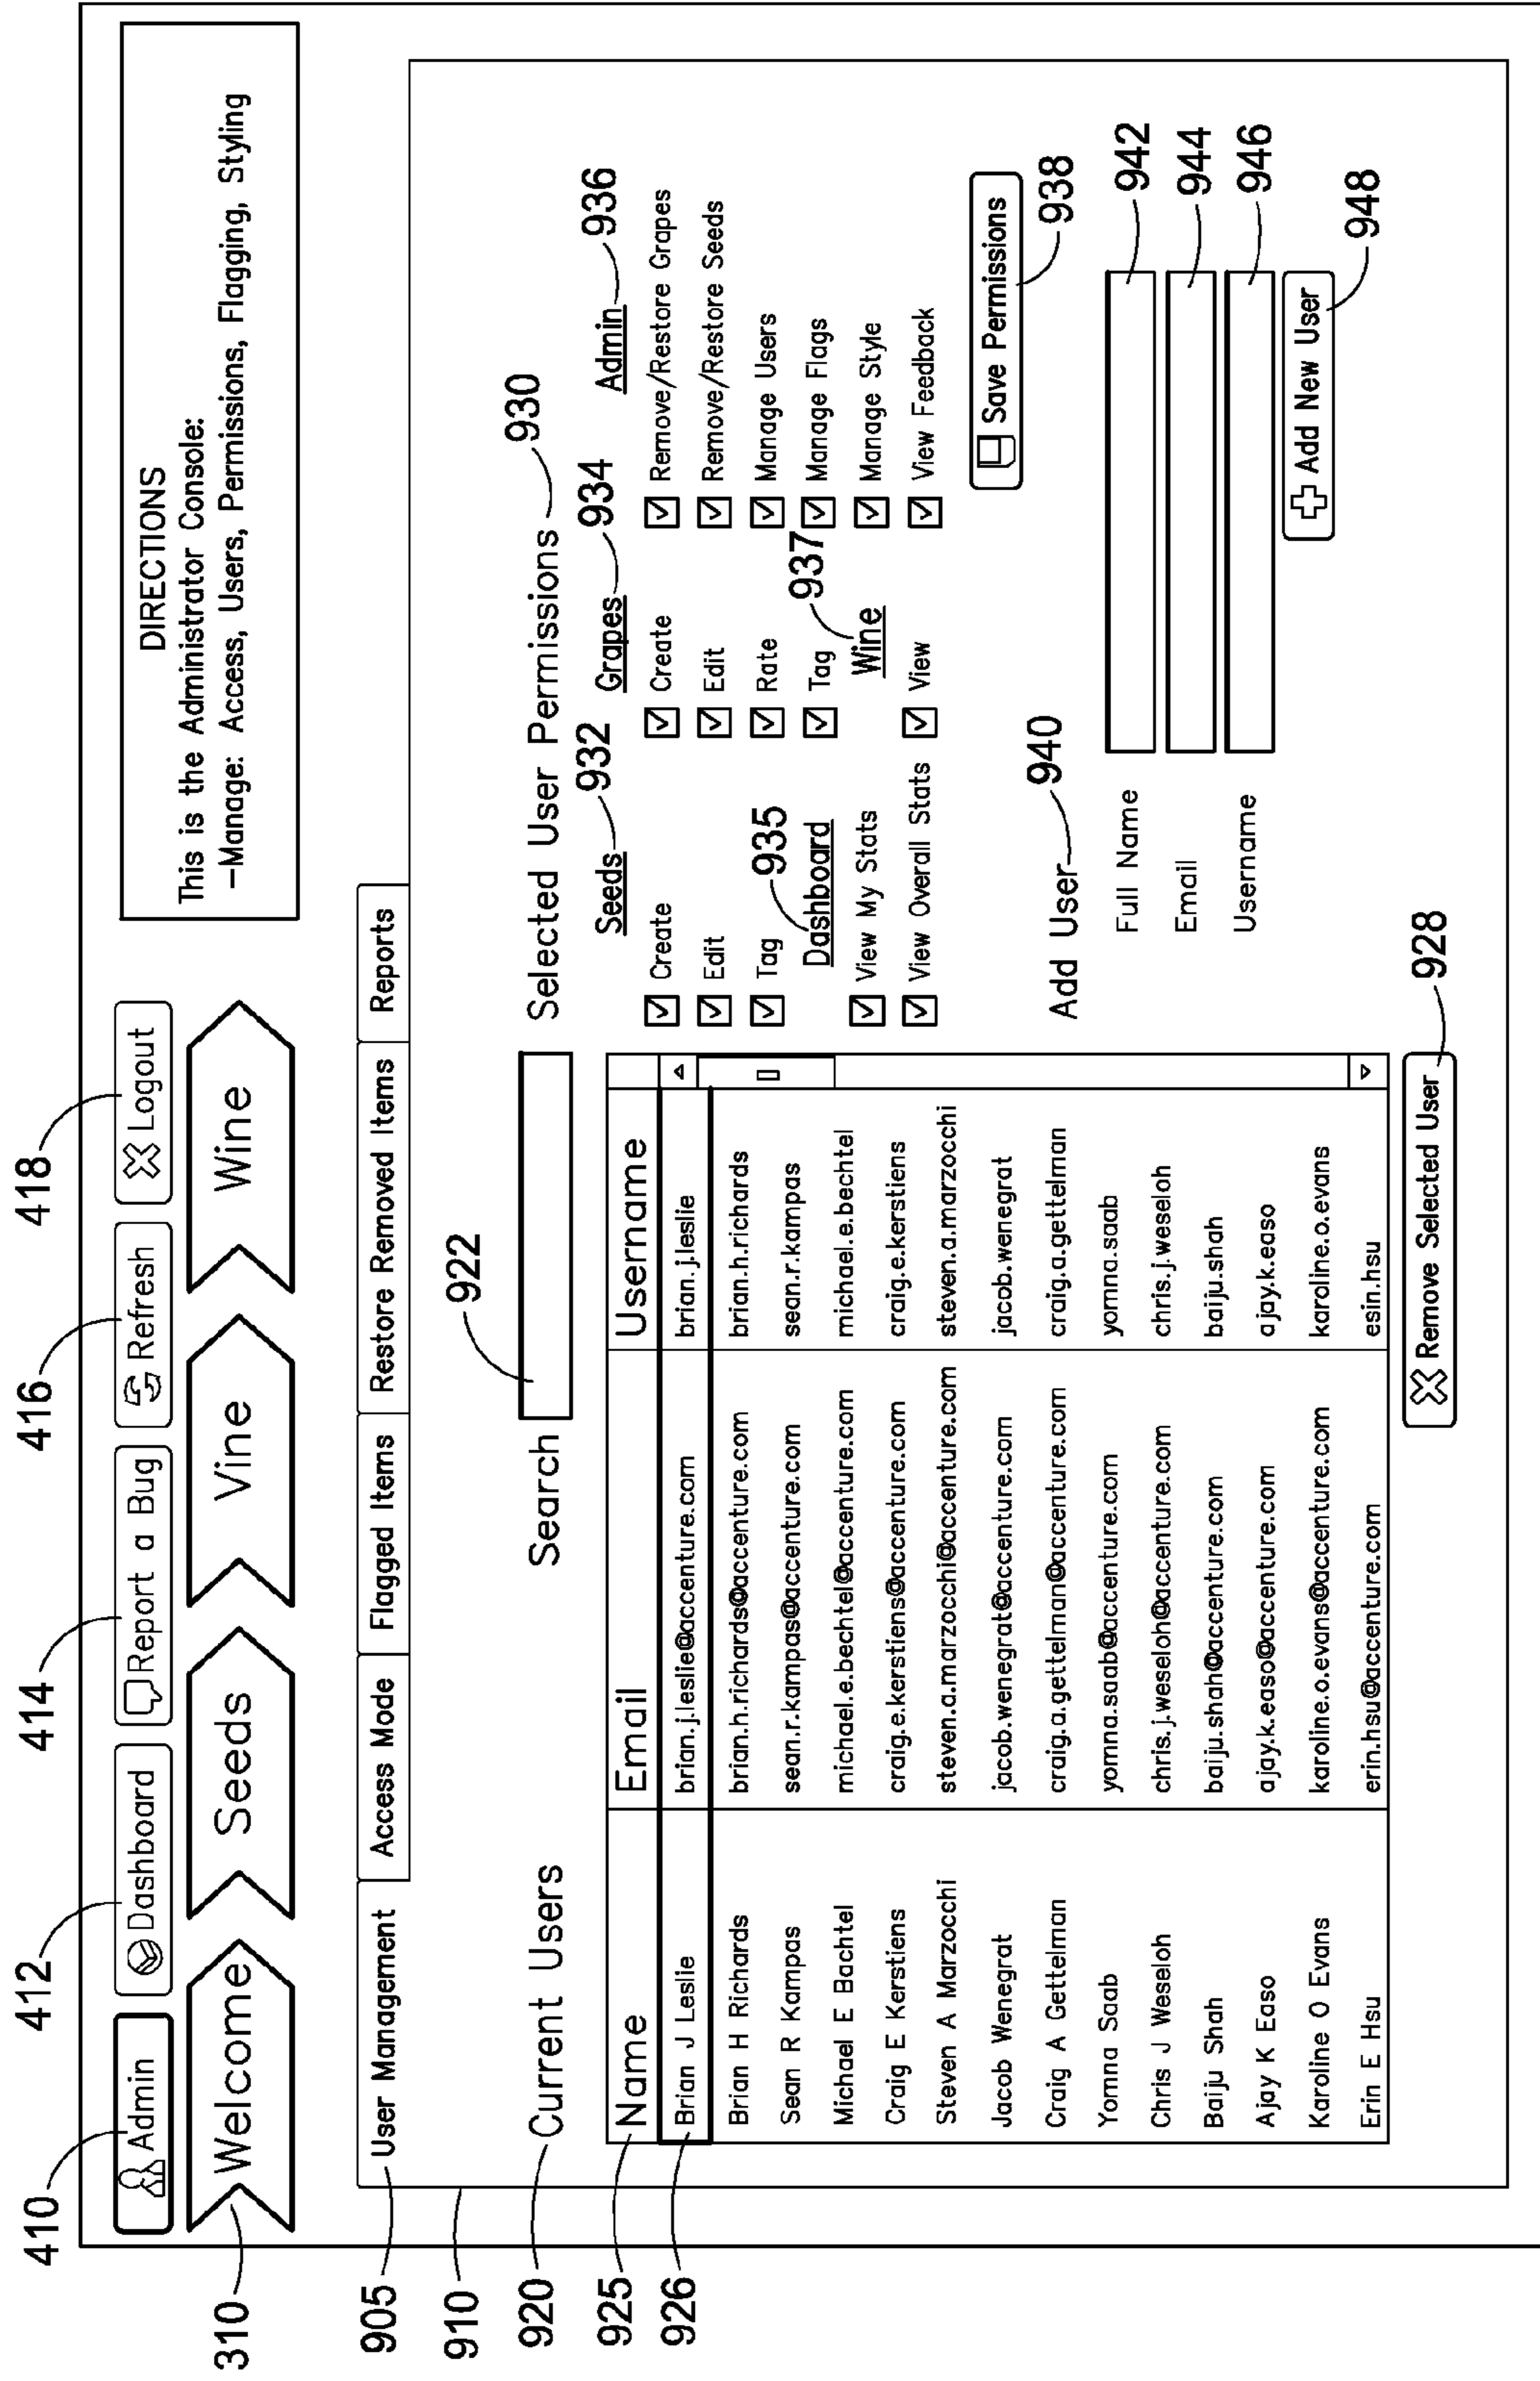 410 412 414 416 418
Admin Dashboard Report a Bug Refresh Logout
310 Welcome Seeds Vine Wine
DIRECTIONS
This is the Administrator Console:
-Manage: Access, Users, Permissions, Flagging, Styling
905 User Management Access Mode Flagged Items Restore Removed Items Reports
910
922
920 Current Users Search
925 Name Email Username
926 Brian J Leslie brian.j.leslie@accenture.com brian.j.leslie
Brian H Richards brian.h.richards@accenture.com brian.h.richards
Sean R Kampas sean.r.kampas@accenture.com sean.r.kampas
Michael E Bachtel michael.e.bechtel@accenture.com michael.e.bechtel
Craig E Kerstiens craig.e.kerstiens@accenture.com craig.e.kerstiens
Steven A Marzocchi steven.a.marzocchi@accenture.com steven.a.marzocchi
Jacob Wenegrat jacob.wenegrat@accenture.com jacob.wenegrat
Craig A Gettelman craig.a.gettelman@accenture.com craig.a.gettelman
Yomna Saab yomna.saab@accenture.com yomna.saab
Chris J Weseloh chris.j.weseloh@accenture.com chris.j.weseloh
Baiju Shah baiju.shah@accenture.com baiju.shah
Ajay K Easo ajay.k.easo@accenture.com ajay.k.easo
Karoline O Evans karoline.o.evans@accenture.com karoline.o.evans
Erin E Hsu erin.hsu@accenture.com esin.hsu
Remove Selected User 928
Selected User Permissions 930
Seeds 932 Grapes 934 Admin 936
Create Create Remove/Restore Grapes
Edit Edit Remove/Restore Seeds
Tag Rate Manage Users
935 Dashboard Tag Manage Flags
View My Stats 937 Wine Manage Style
View Overall Stats View View Feedback
Save Permissions 938
Add User 940
Full Name 942
Email 944
Username 946
Add New User 948